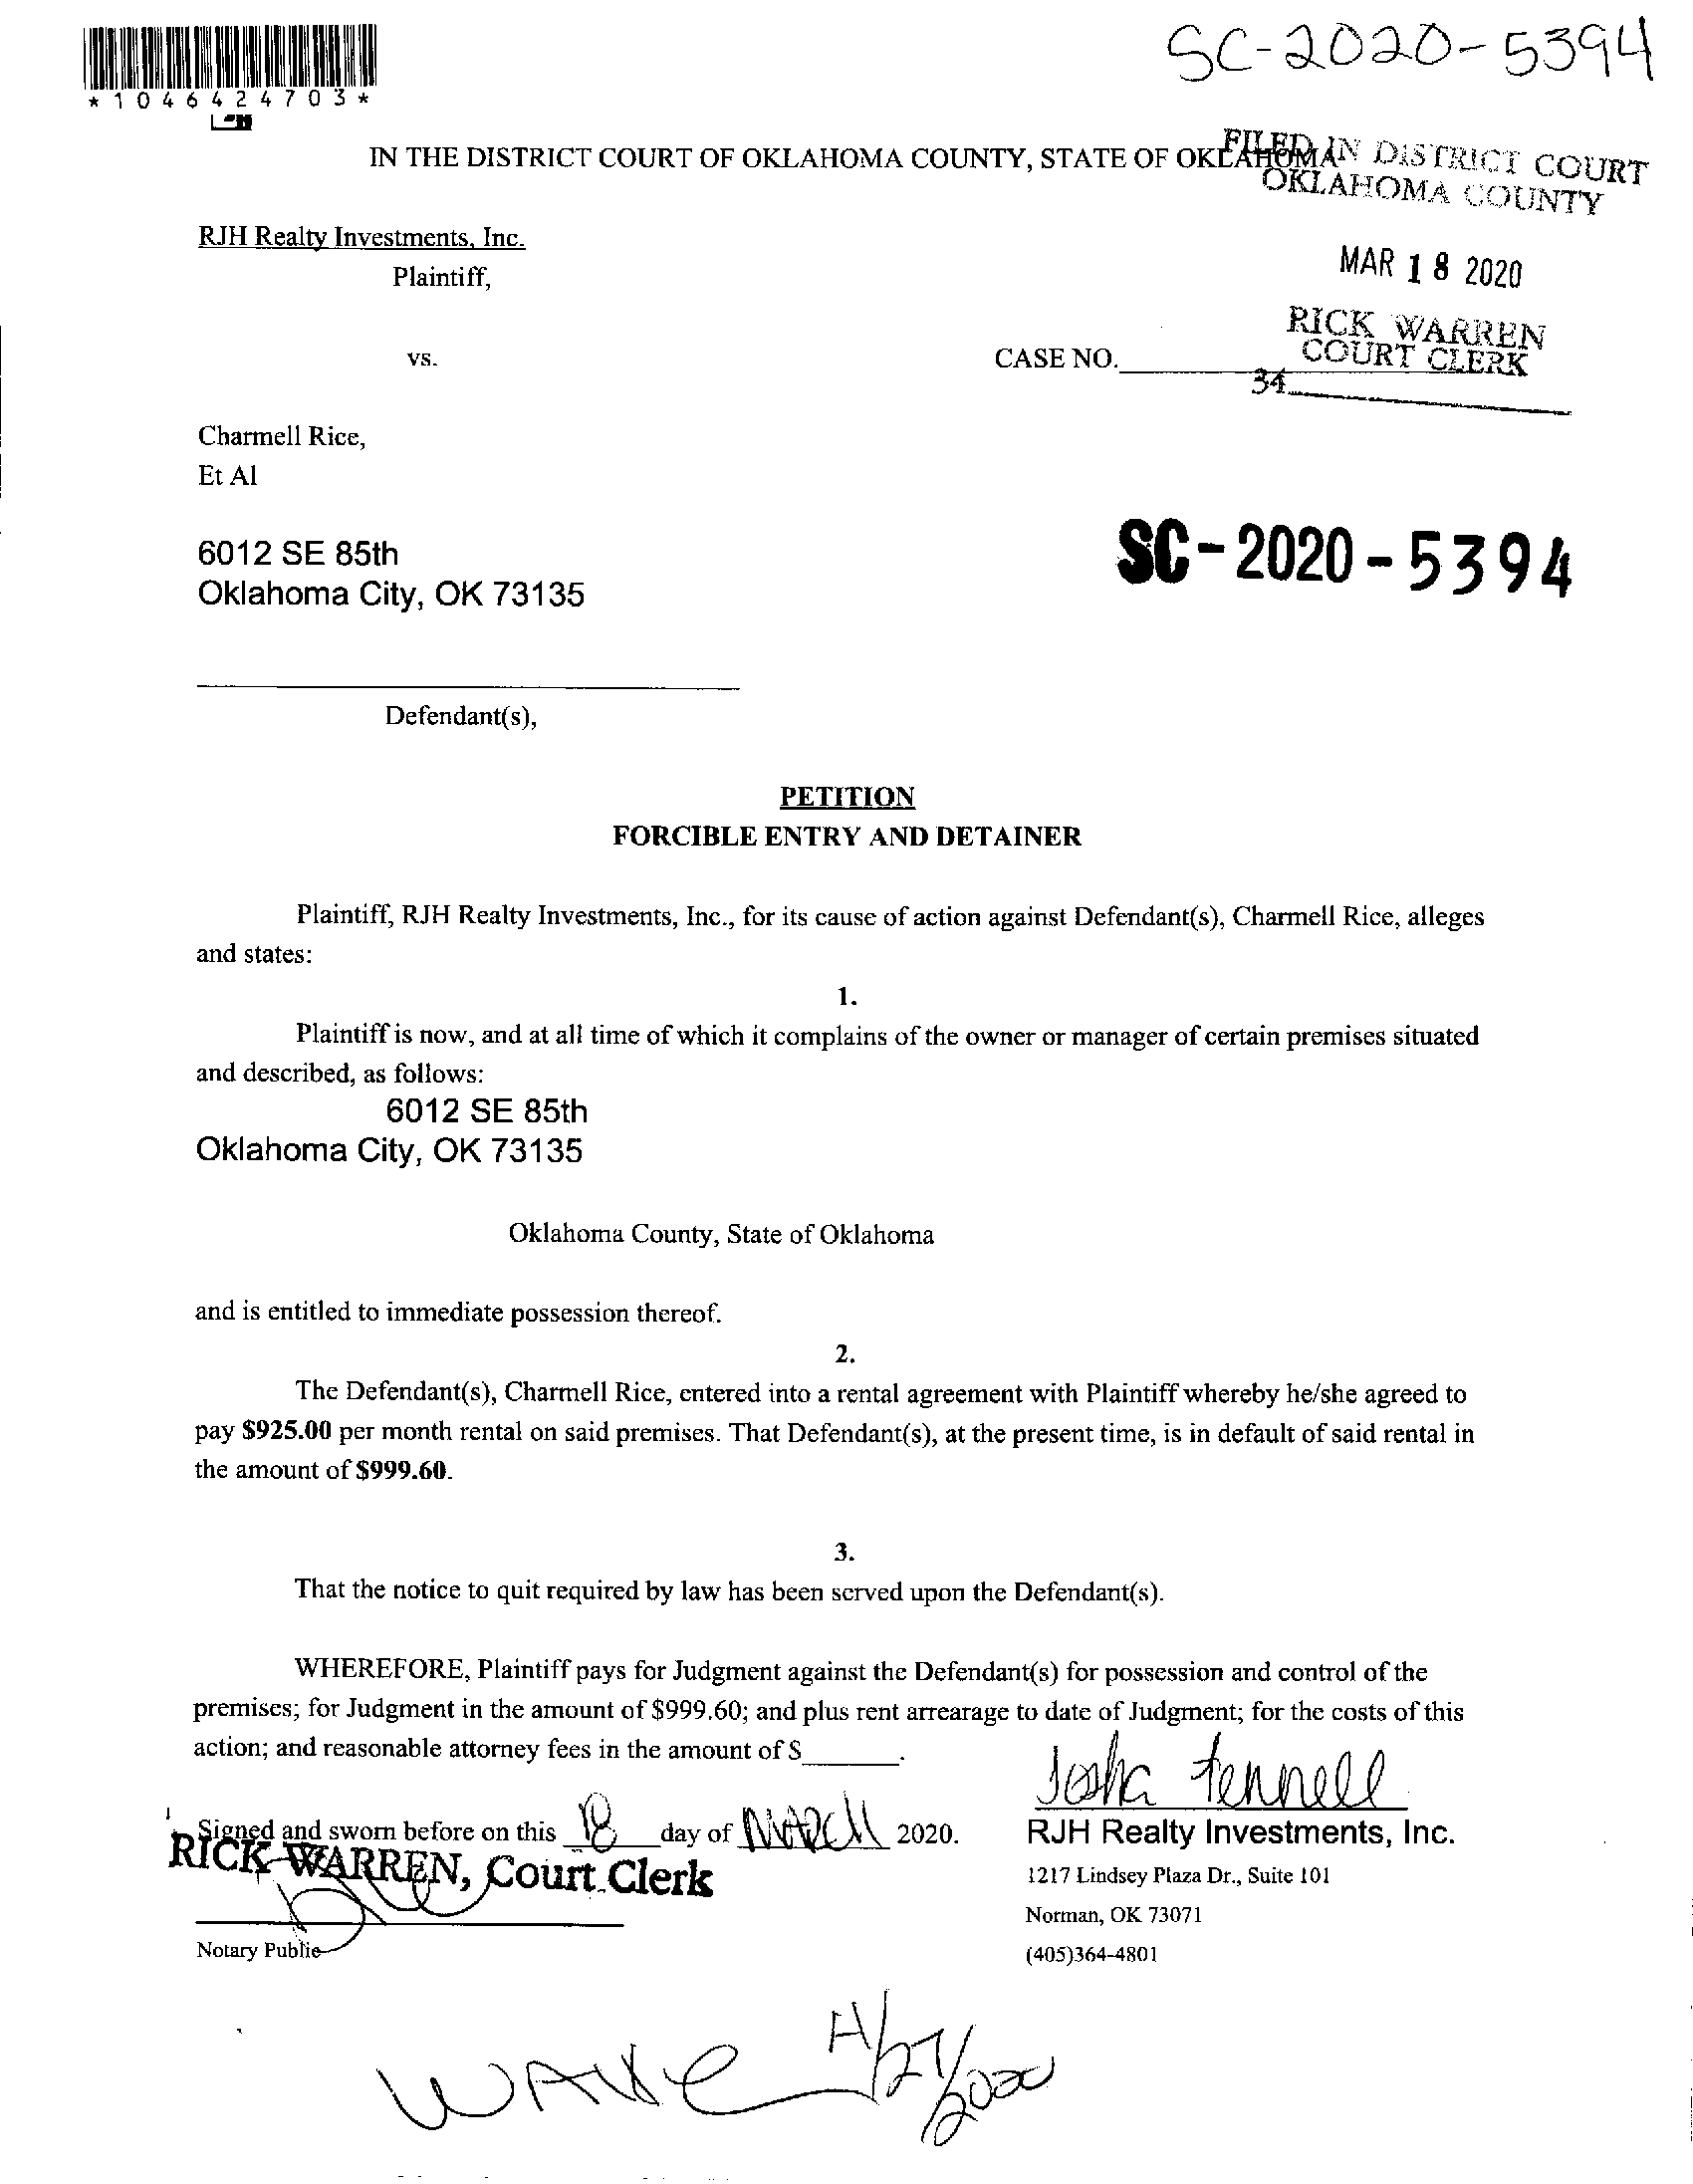 SC-2020-5394
*1046424703*
IN THE DISTRICT COURT OF OKLAHOMA COUNTY, STATE OF OKLAHOMA
FILED IN DISTRICT COURT
OKLAHOMA COUNTY
RJH Realty Investments, Inc.
Plaintiff,
MAR 18 2020
RICK WARREN
COURT CLERK
vs.
CASE NO.
34
Charmell Rice,
Et Al
6012 SE 85th
Oklahoma City, OK 73135
SC-2020-5394
Defendant(s),
PETITION
FORCIBLE ENTRY AND DETAINER
Plaintiff, RJH Realty Investments, Inc., for its cause of action against Defendant(s), Charmell Rice, alleges
and states:
1.
Plaintiff is now, and at all time of which it complains of the owner or manager of certain premises situated
and described, as follows:
6012 SE 85th
Oklahoma City, OK 73135
Oklahoma County, State of Oklahoma
and is entitled to immediate possession thereof.
2.
The Defendant(s), Charmell Rice, entered into a rental agreement with Plaintiff whereby he/she agreed to
pay $925.00 per month rental on said premises. That Defendant(s), at the present time, is in default of said rental in
the amount of $999.60.
3.
That the notice to quit required by law has been served upon the Defendant(s).
WHEREFORE, Plaintiff pays for Judgment against the Defendant(s) for possession and control of the
premises; for Judgment in the amount of $999.60; and plus rent arrearage to date of Judgment; for the costs of this
action; and reasonable attorney fees in the amount of $_______.
Fennell
Signed and sworn before on this 18 day of March 2020.
RJH Realty Investments, Inc.
RICK WARREN, Court Clerk
1217 Lindsey Plaza Dr., Suite 101
Norman, OK 73071
Notary Public
(405)364-4801
4/27/2020